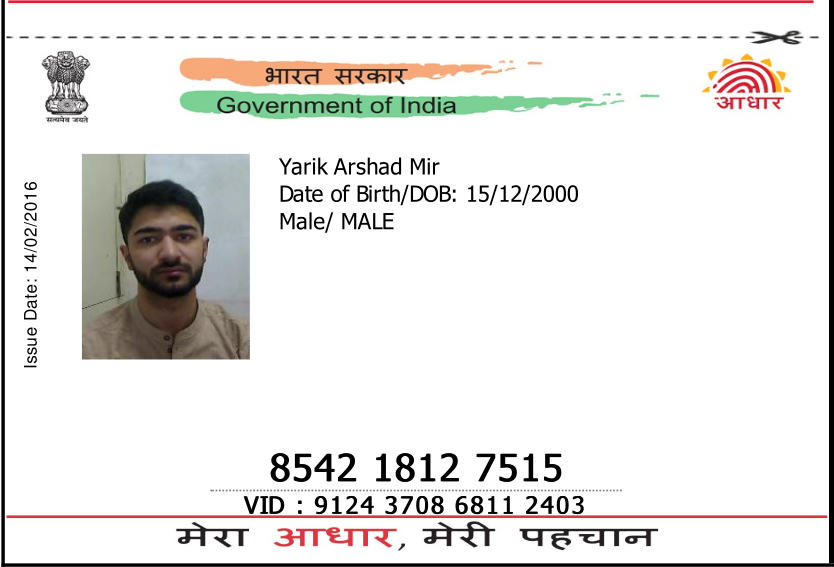 भारत सरकार
Government of India
सत्यमेव जयते
आधार
Issue Date: 14/02/2016
Yarik Arshad Mir
Date of Birth/DOB: 15/12/2000
Male/ MALE
8542 1812 7515
VID : 9124 3708 6811 2403
मेरा आधार, मेरी पहचान